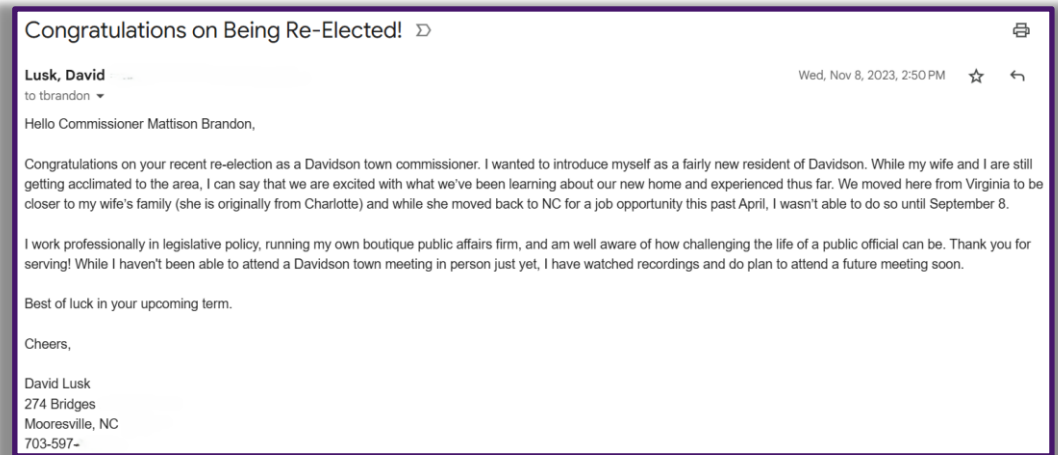 Congratulations on Being Re-Elected!
Lusk, David
Wed, Nov 8, 2023, 2:50 PM
to tbrandon
Hello Commissioner Mattison Brandon,
Congratulations on your recent re-election as a Davidson town commissioner. I wanted to introduce myself as a fairly new resident of Davidson. While my wife and I are still
getting acclimated to the area, I can say that we are excited with what we've been learning about our new home and experienced thus far. We moved here from Virginia to be
closer to my wife's family (she is originally from Charlotte) and while she moved back to NC for a job opportunity this past April, I wasn't able to do so until September 8.
I work professionally in legislative policy, running my own boutique public affairs firm, and am well aware of how challenging the life of a public official can be. Thank you for
serving! While I haven't been able to attend a Davidson town meeting in person just yet, I have watched recordings and do plan to attend a future meeting soon.
Best of luck in your upcoming term.
Cheers,
David Lusk
274 Bridges
Mooresville, NC
703-597-